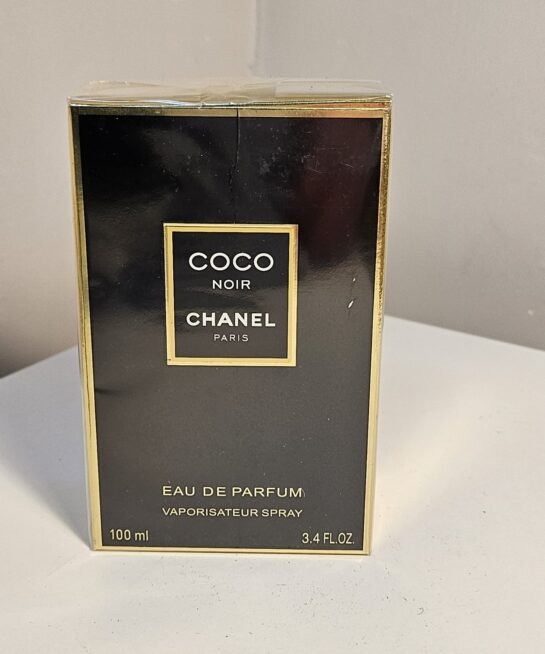 COCO
NOIR
CHANEL
PARIS
EAU DE PARFUM
VAPORISATEUR SPRAY
100 ml 3.4 FL.OZ.